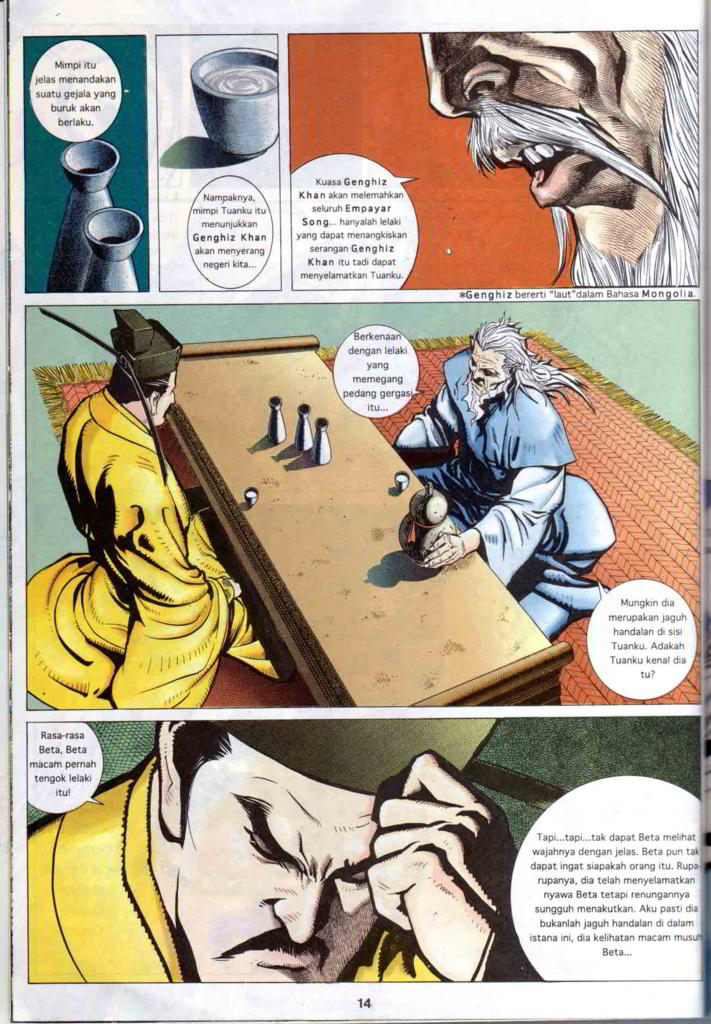 Mimpi itu
jelas menandakan
suatu gejala yang
buruk akan
berlaku.
Nampaknya,
mimpi Tuanku itu
menunjukkan
Genghiz Khan
akan menyerang
negeri kita...
Kuasa Genghiz
Khan akan melemahkan
seluruh Empayar
Song... hanyalah lelaki
yang dapat menangkiskan
serangan Genghiz
Khan itu tadi dapat
menyelamatkan Tuanku.
*Genghiz bererti "laut"dalam Bahasa Mongolia.
Berkenaan
dengan lelaki
yang
memegang
pedang gergasi
itu...
Mungkin dia
merupakan jaguh
handalan di sisi
Tuanku. Adakah
Tuanku kenal dia
tu?
Rasa-rasa
Beta, Beta
macam pernah
tengok lelaki
itu!
Tapi...tapi...tak dapat Beta melihat
wajahnya dengan jelas. Beta pun tak
dapat ingat siapakah orang itu. Rupa-
rupanya, dia telah menyelamatkan
nyawa Beta tetapi renungannya
sungguh menakutkan. Aku pasti dia
bukanlah jaguh handalan di dalam
istana ini, dia kelihatan macam musuh
Beta...
14